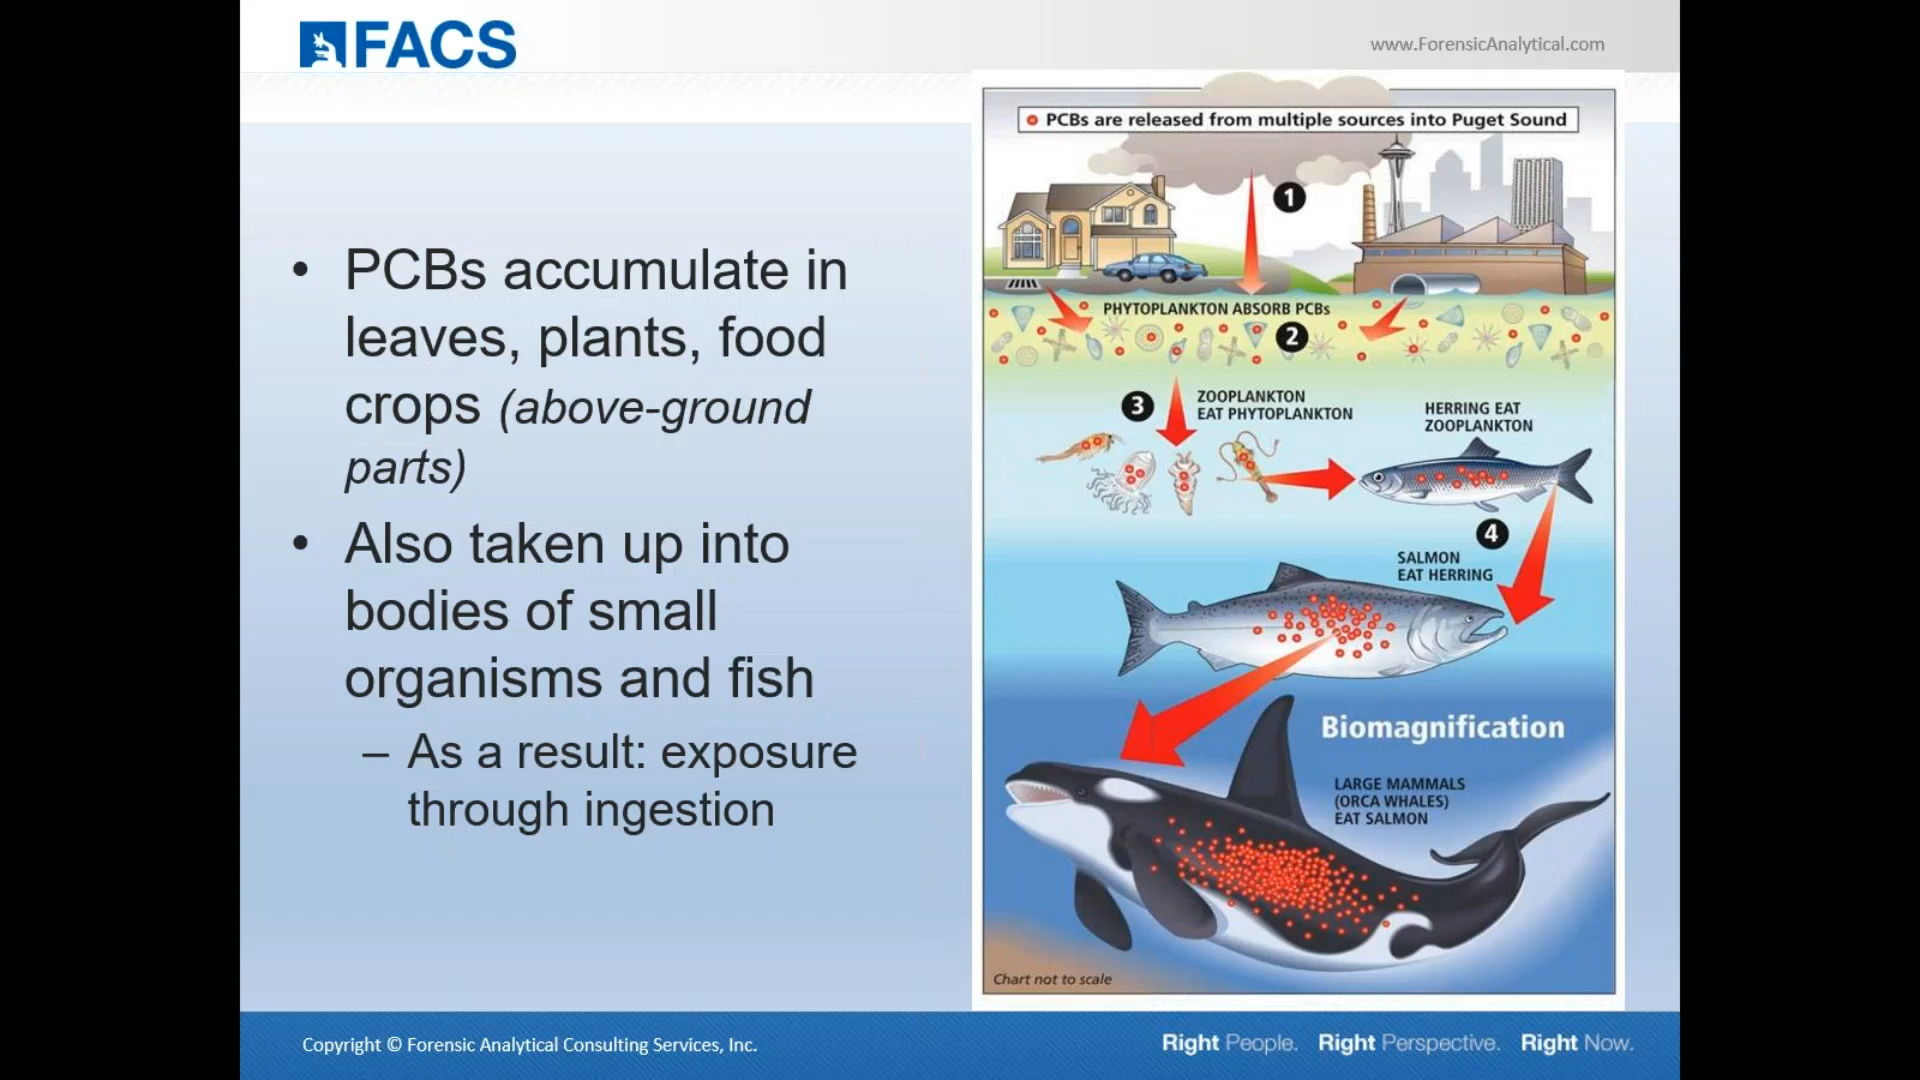 FACS
www.ForensicAnalytical.com
• PCBs accumulate in
leaves, plants, food
crops (above-ground
parts)
• Also taken up into
bodies of small
organisms and fish
– As a result: exposure
through ingestion
PCBs are released from multiple sources into Puget Sound
1
PHYTOPLANKTON ABSORB PCBs
2
3
ZOOPLANKTON
EAT PHYTOPLANKTON
HERRING EAT
ZOOPLANKTON
4
SALMON
EAT HERRING
Biomagnification
LARGE MAMMALS
(ORCA WHALES)
EAT SALMON
Chart not to scale
Copyright © Forensic Analytical Consulting Services, Inc.
Right People. Right Perspective. Right Now.